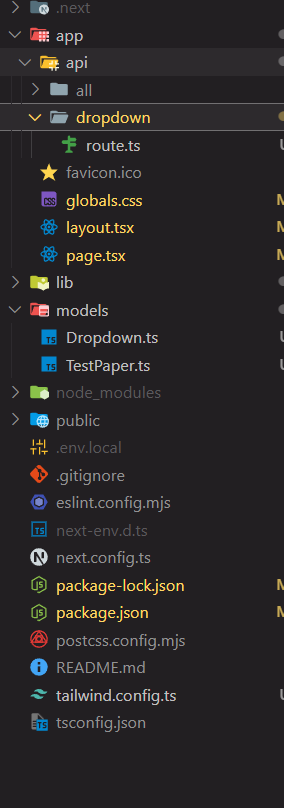 .next
app
api
all
dropdown
route.ts
favicon.ico
globals.css
layout.tsx
M
page.tsx
M
lib
models
Dropdown.ts
TestPaper.ts
node_modules
public
.env.local
.gitignore
eslint.config.mjs
next-env.d.ts
next.config.ts
package-lock.json
package.json
postcss.config.mjs
README.md
tailwind.config.ts
tsconfig.json